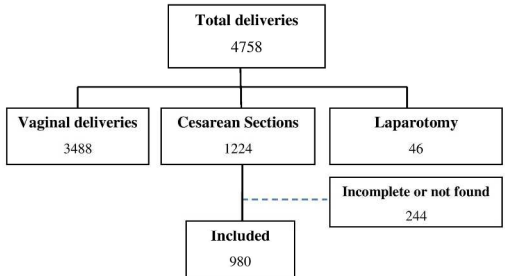 Total deliveries
4758
Vaginal deliveries
3488
Cesarean Sections
1224
Laparotomy
46
Incomplete or not found
244
Included
980